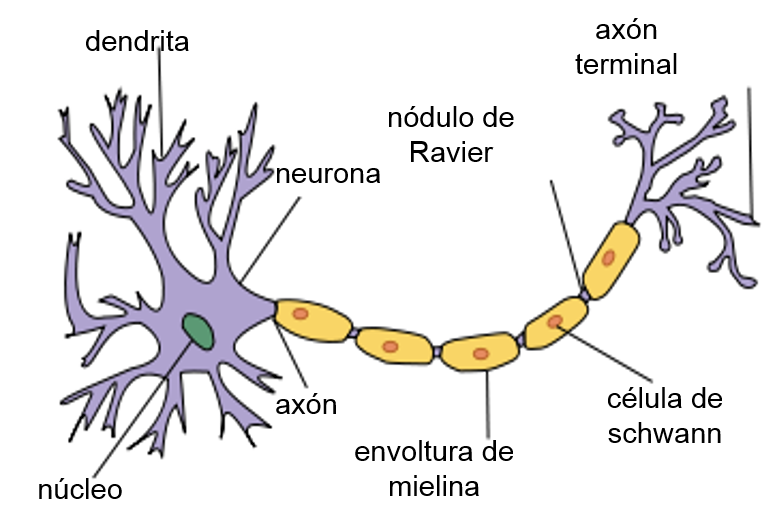 dendrita
axón
terminal
nódulo de
Ravier
neurona
axón
célula de
schwann
envoltura de
mielina
núcleo